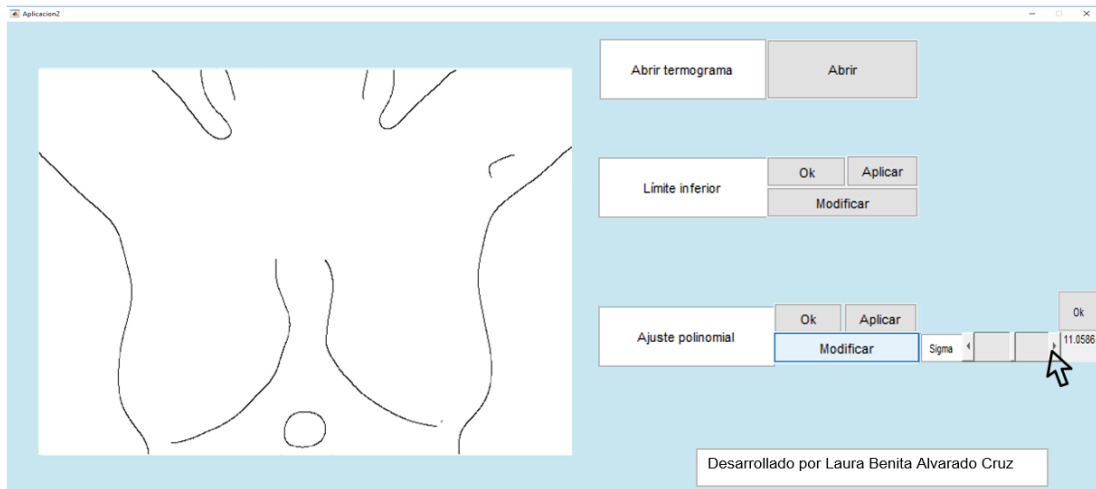 Aplicacion2
Abrir termograma
Abrir
Límite inferior
Ok
Aplicar
Modificar
Ajuste polinomial
Ok
Aplicar
Modificar
Sigma
Ok
11.0586
Desarrollado por Laura Benita Alvarado Cruz